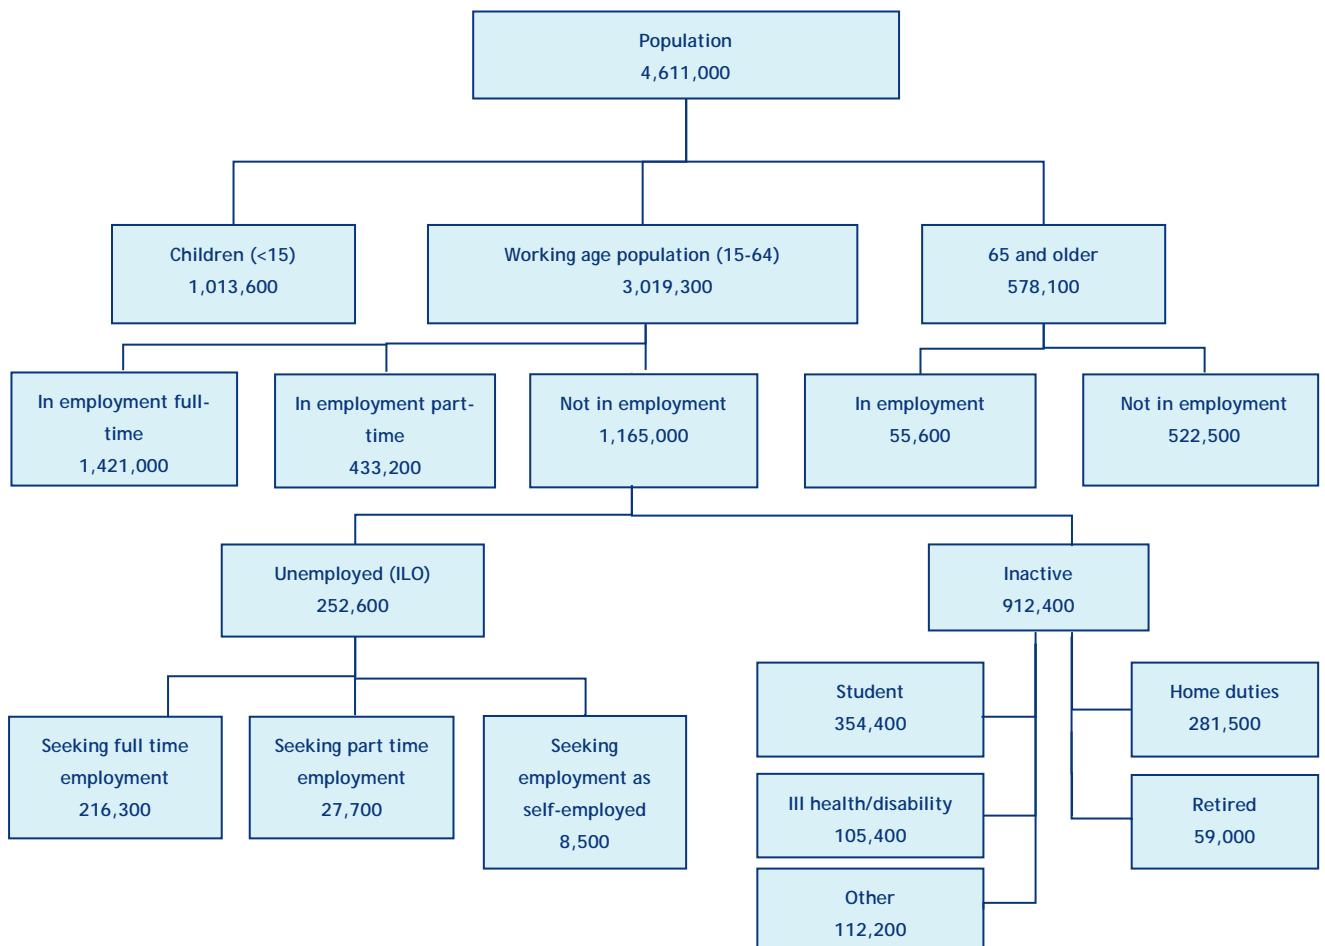 Population
4,611,000
Children (<15)
1,013,600
Working age population (15-64)
3,019,300
65 and older
578,100
In employment full-
time
1,421,000
In employment part-
time
433,200
Not in employment
1,165,000
In employment
55,600
Not in employment
522,500
Unemployed (ILO)
252,600
Inactive
912,400
Seeking full time
employment
216,300
Seeking part time
employment
27,700
Seeking
employment as
self-employed
8,500
Student
354,400
Home duties
281,500
Ill health/disability
105,400
Retired
59,000
Other
112,200